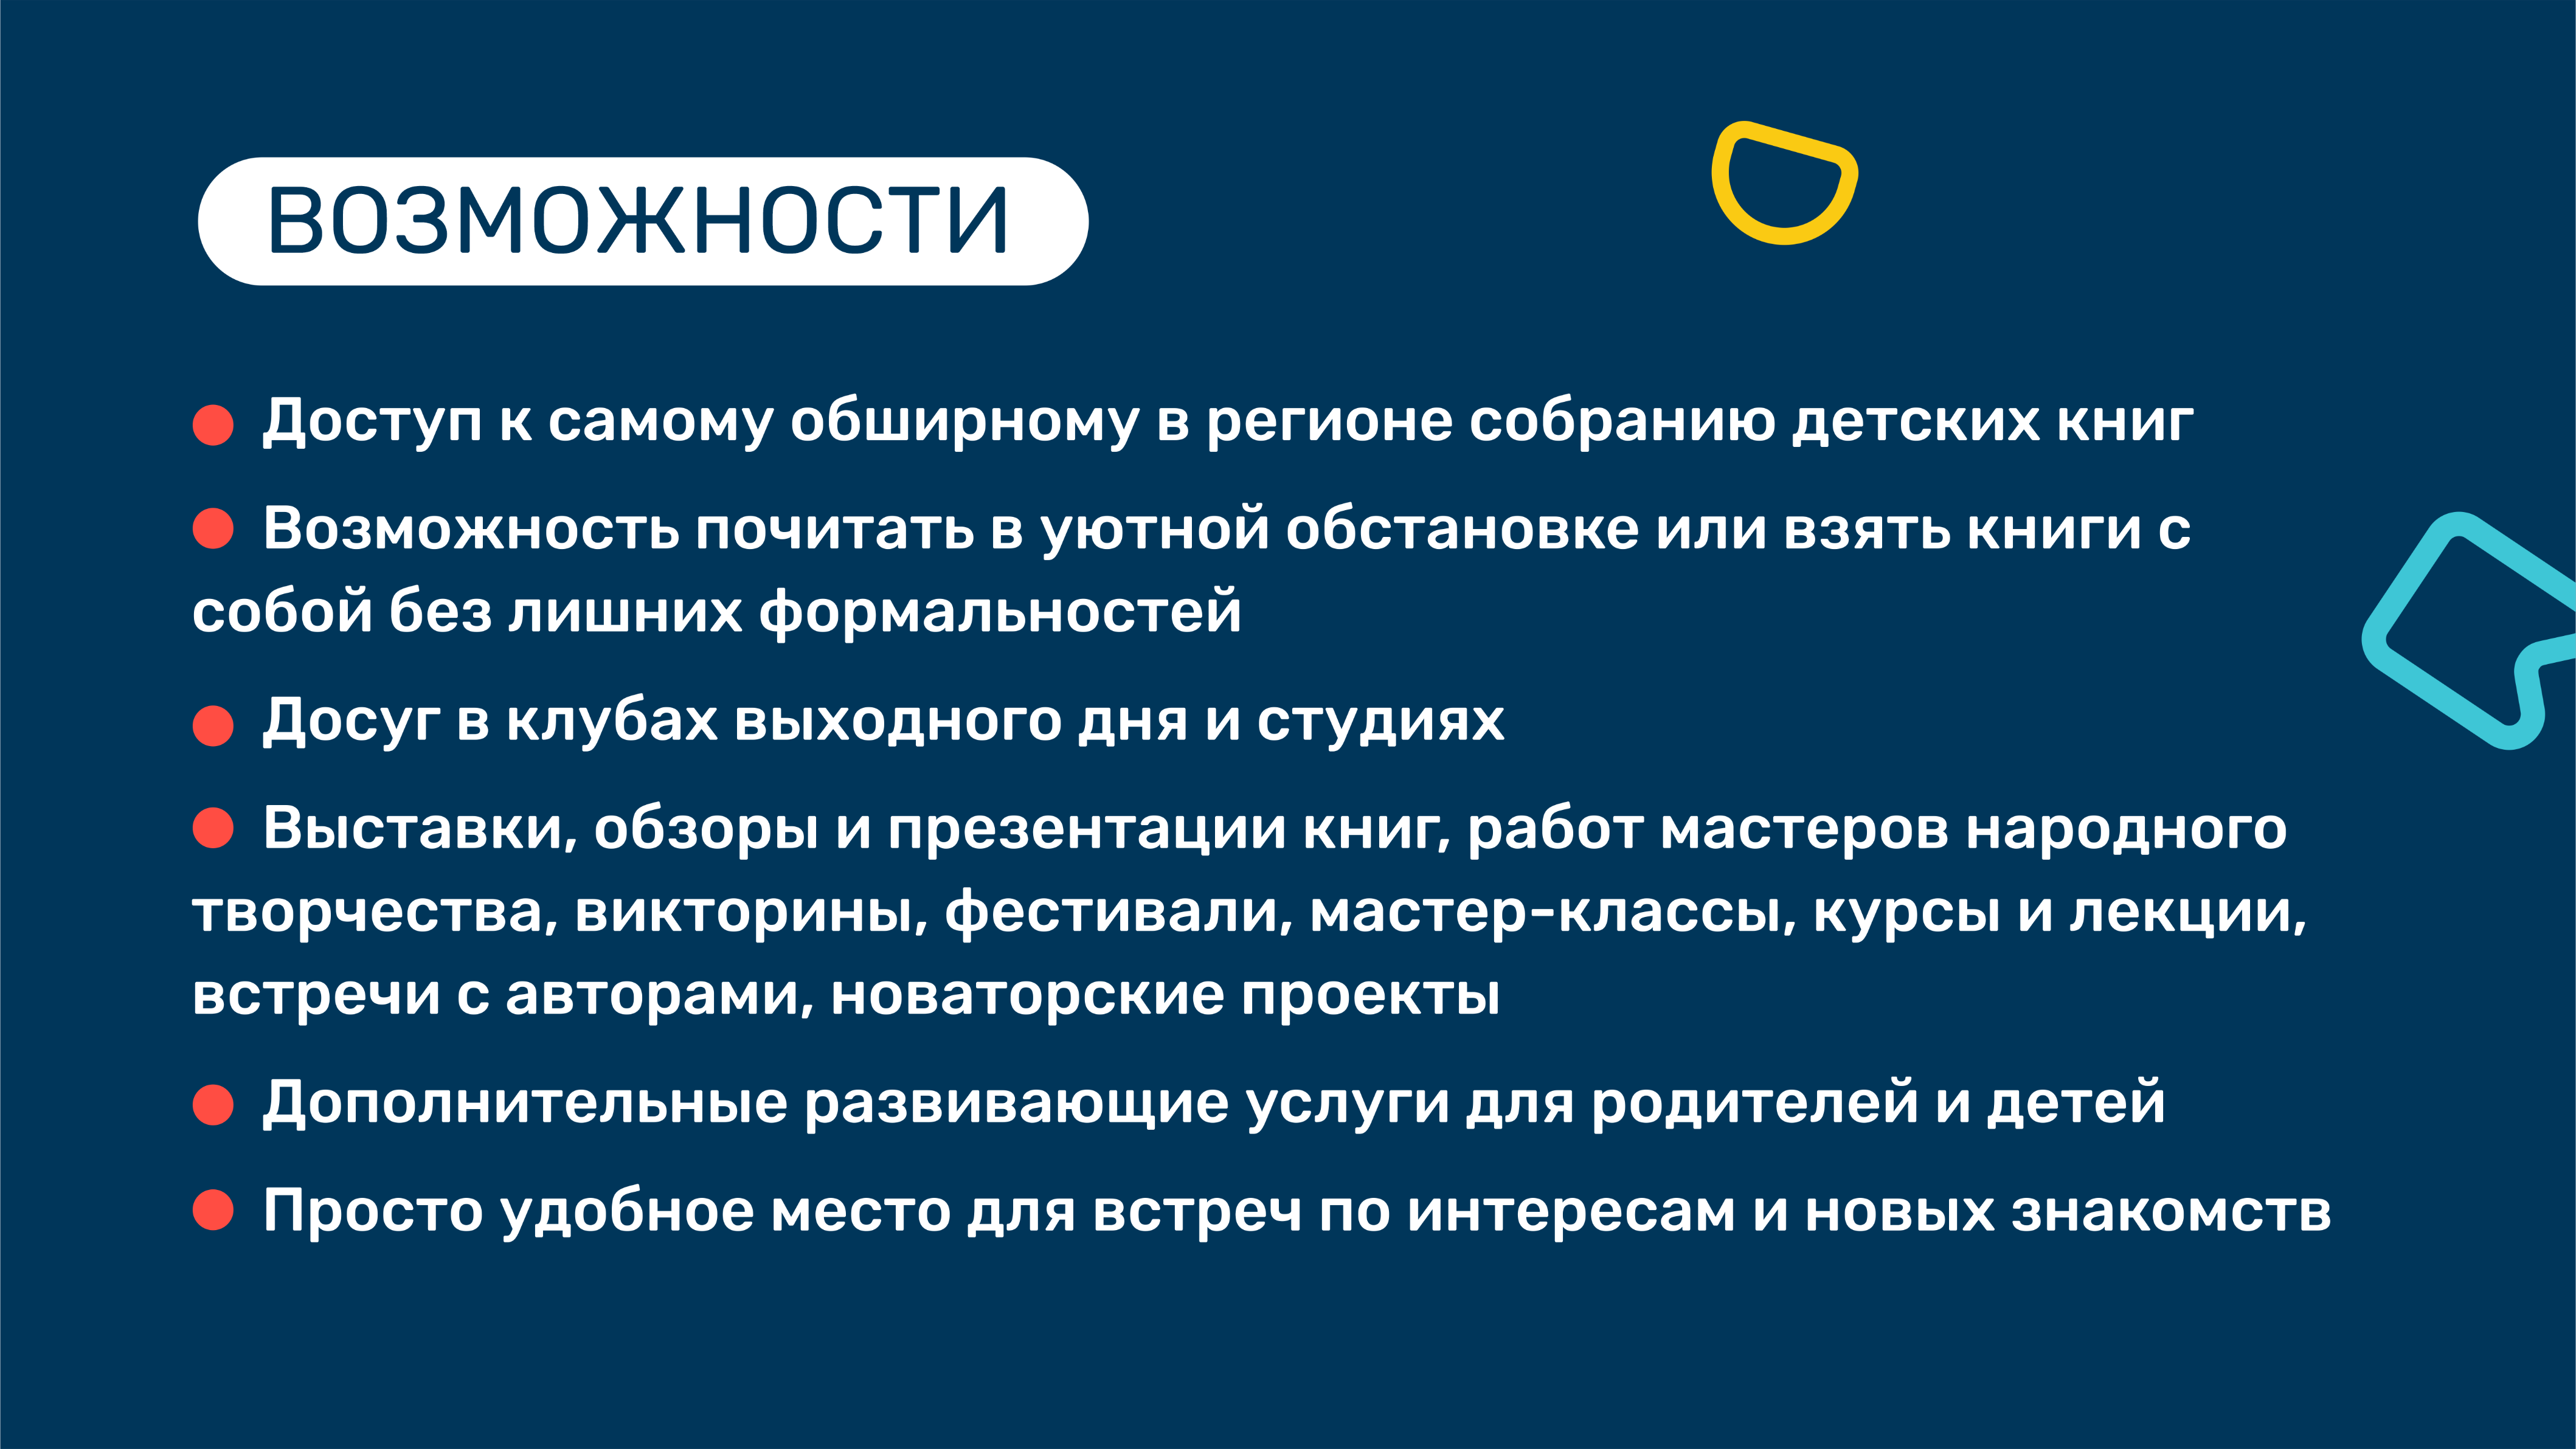 ВОЗМОЖНОСТИ
Доступ к самому обширному в регионе собранию детских книг
Возможность почитать в уютной обстановке или взять книги с
собой без лишних формальностей
Досуг в клубах выходного дня и студиях
Выставки, обзоры и презентации книг, работ мастеров народного
творчества, викторины, фестивали, мастер-классы, курсы и лекции,
встречи с авторами, новаторские проекты
Дополнительные развивающие услуги для родителей и детей
Просто удобное место для встреч по интересам и новых знакомств